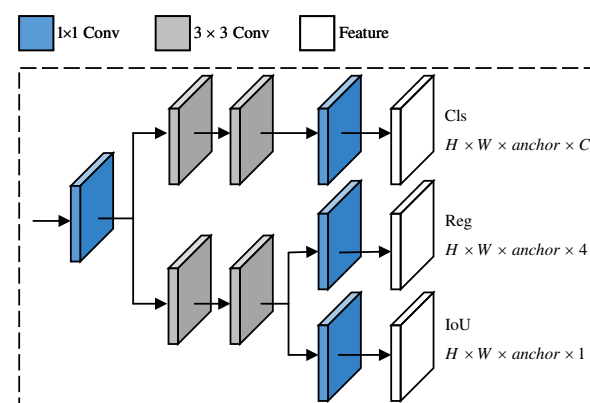 1×1 Conv
3 × 3 Conv
Feature
Cls
H × W × anchor × C
Reg
H × W × anchor × 4
IoU
H × W × anchor × 1